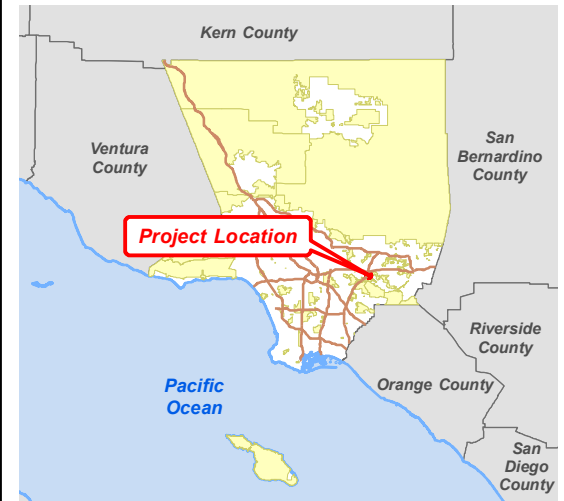 Kern County
Ventura
County
San
Bernardino
County
Project Location
Riverside
County
Pacific
Ocean
Orange County
San
Diego
County